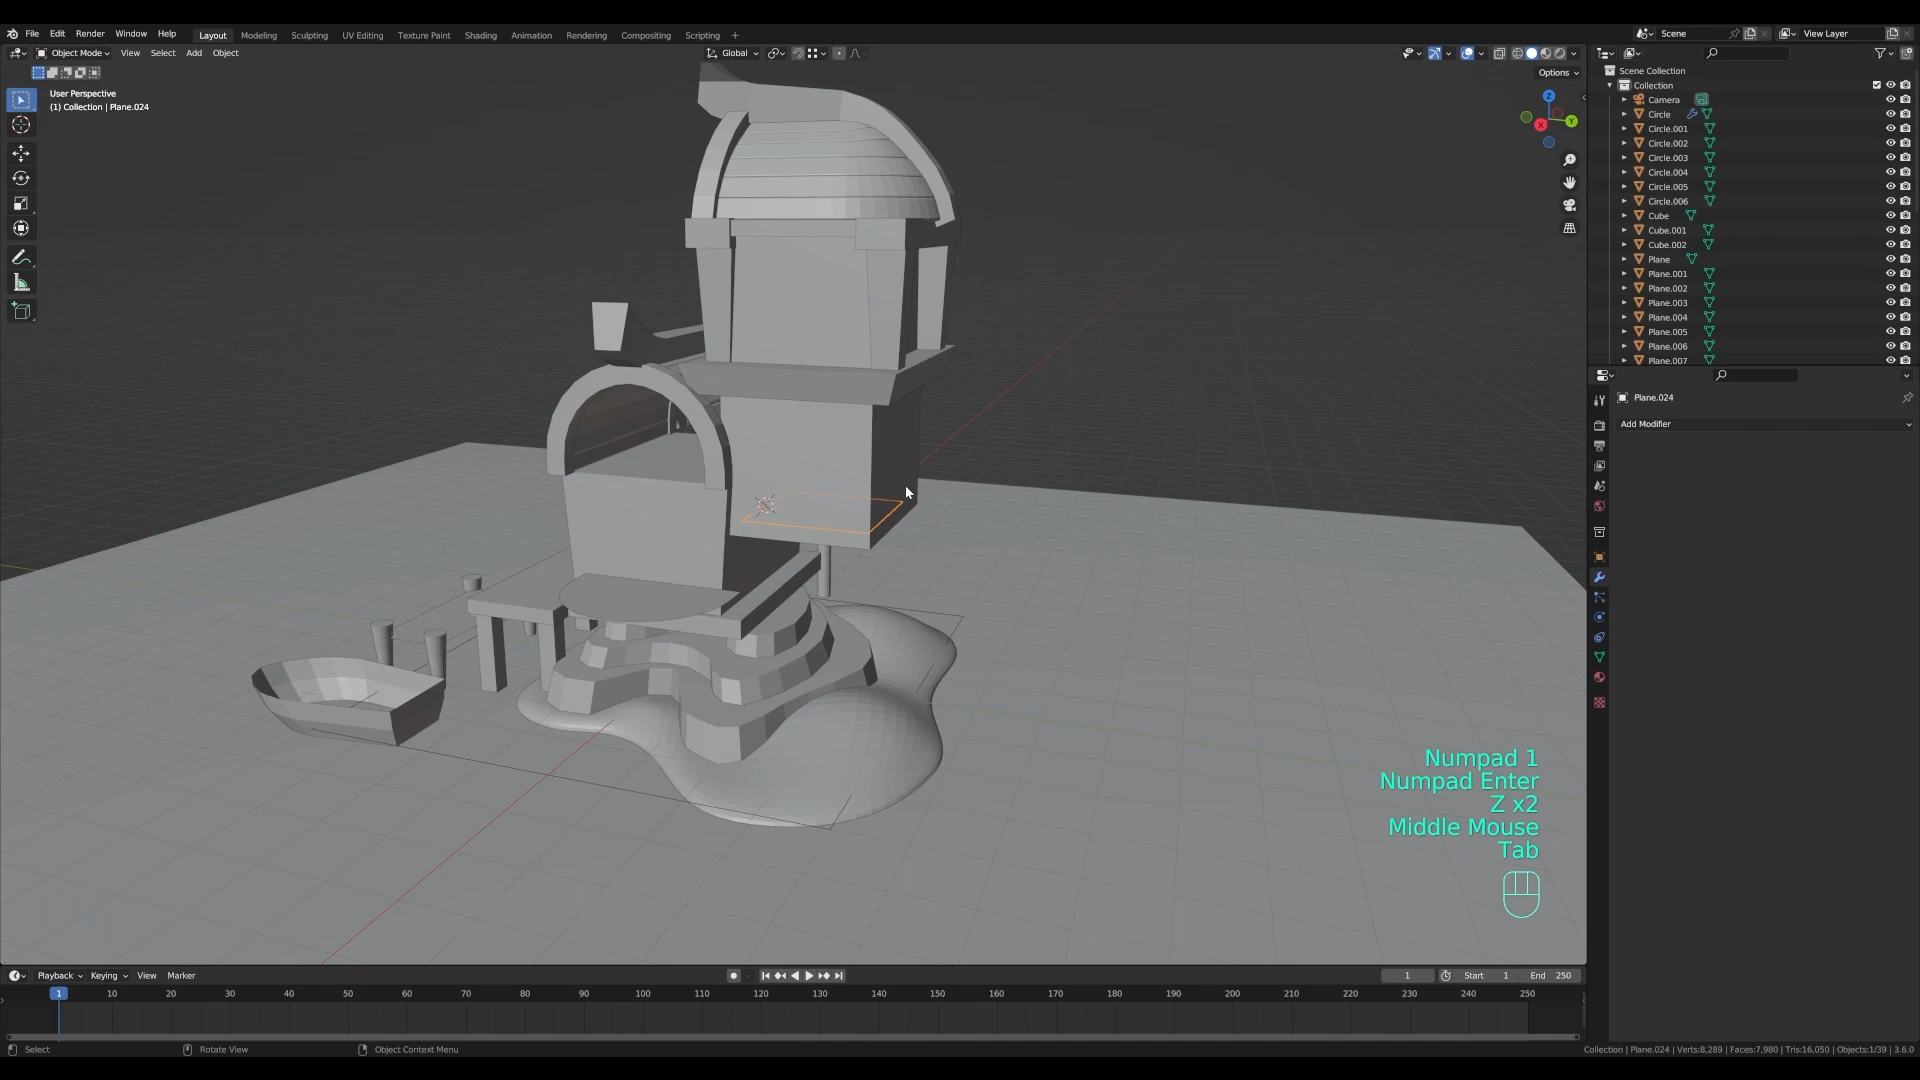 File Edit Render Window Help Layout Modeling Sculpting UV Editing Texture Paint Shading Animation Rendering Compositing Scripting + Scene View Layer
Object Mode View Select Add Object Global
Options
User Perspective
(1) Collection | Plane.024
Z
Y
X
Scene Collection
Collection
Camera
Circle
Circle.001
Circle.002
Circle.003
Circle.004
Circle.005
Circle.006
Cube
Cube.001
Cube.002
Plane
Plane.001
Plane.002
Plane.003
Plane.004
Plane.005
Plane.006
Plane.007
Plane.024
Add Modifier
Numpad 1
Numpad Enter
Z x2
Middle Mouse
Tab
Playback Keying View Marker 1 Start 1 End 250
1 10 20 30 40 50 60 70 80 90 100 110 120 130 140 150 160 170 180 190 200 210 220 230 240 250
Select Rotate View Object Context Menu Collection | Plane.024 | Verts:8,289 | Faces:7,980 | Tris:16,050 | Objects:1/39 | 3.6.0